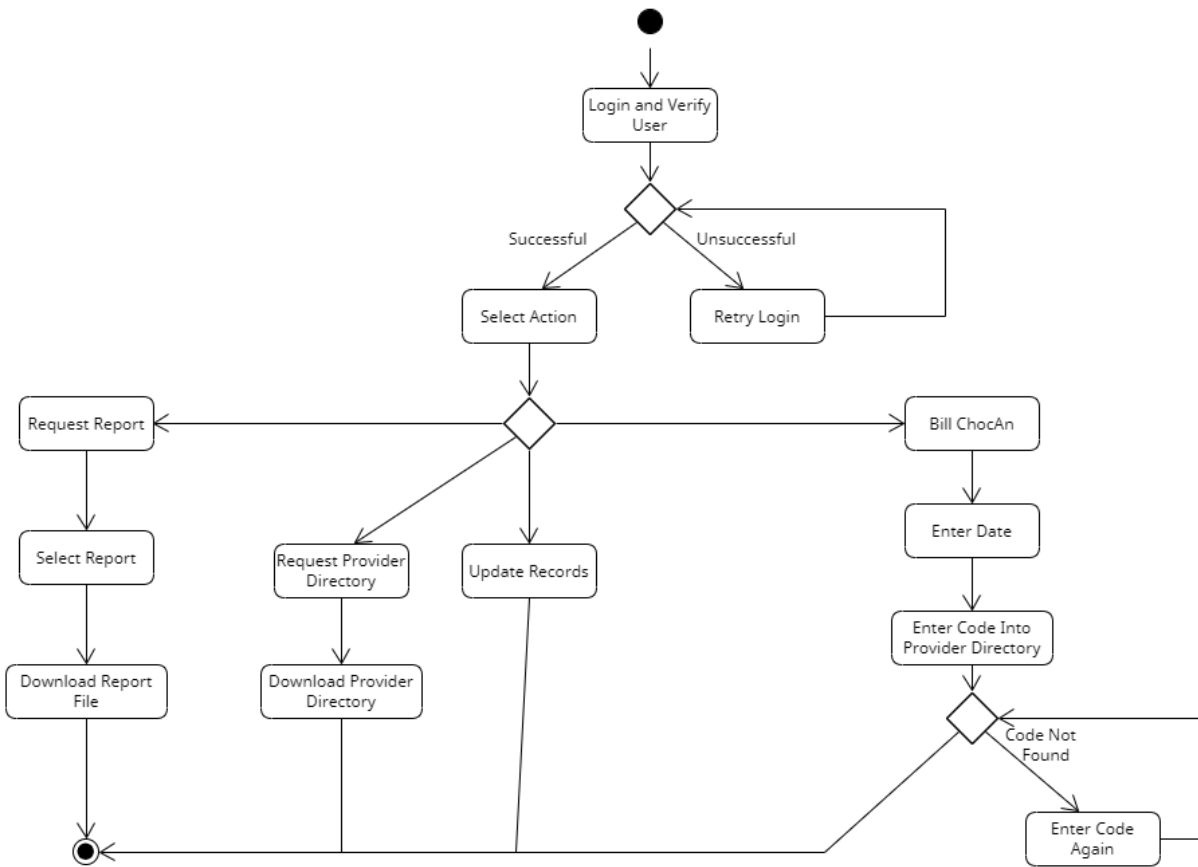 Login and Verify
User
Successful
Unsuccessful
Select Action
Retry Login
Request Report
Bill ChocAn
Select Report
Request Provider
Directory
Update Records
Enter Date
Enter Code Into
Provider Directory
Download Report
File
Download Provider
Directory
Code Not
Found
Enter Code
Again